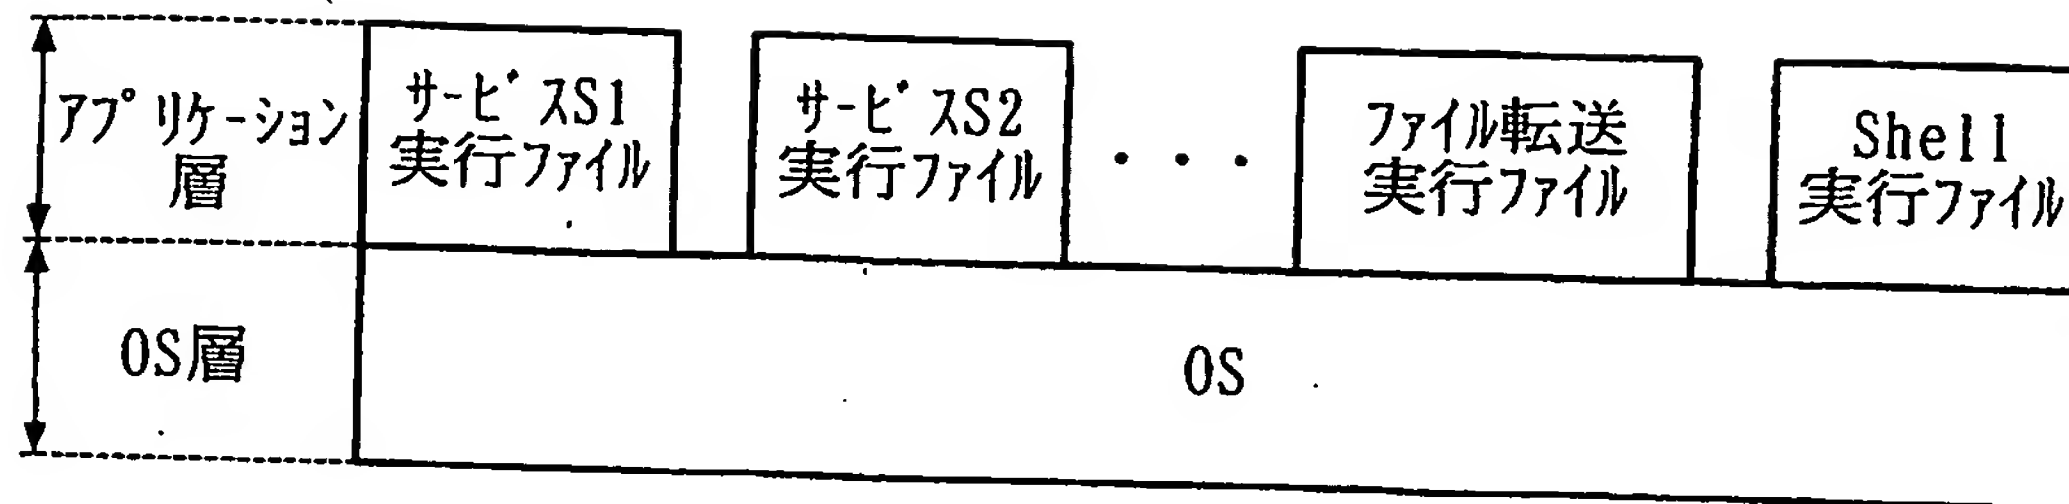 アプリケーション
層
サービスS1
実行ファイル
サービスS2
実行ファイル
・・・
ファイル転送
実行ファイル
Shell
実行ファイル
OS層
OS